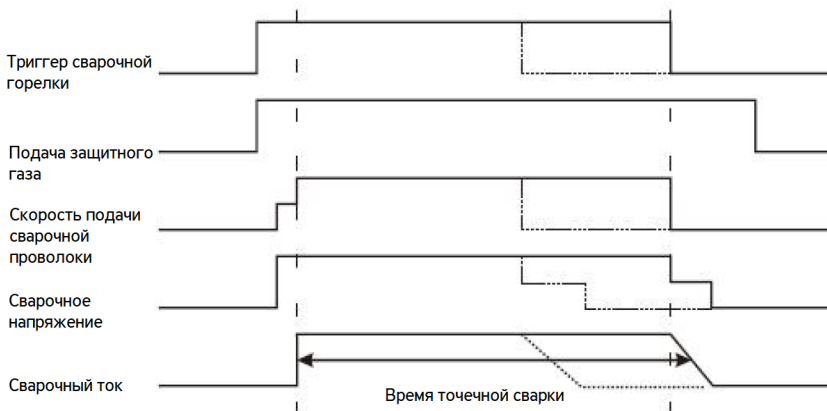 Триггер сварочной
горелки
Подача защитного
газа
Скорость подачи
сварочной
проволоки
Сварочное
напряжение
Сварочный ток
Время точечной сварки